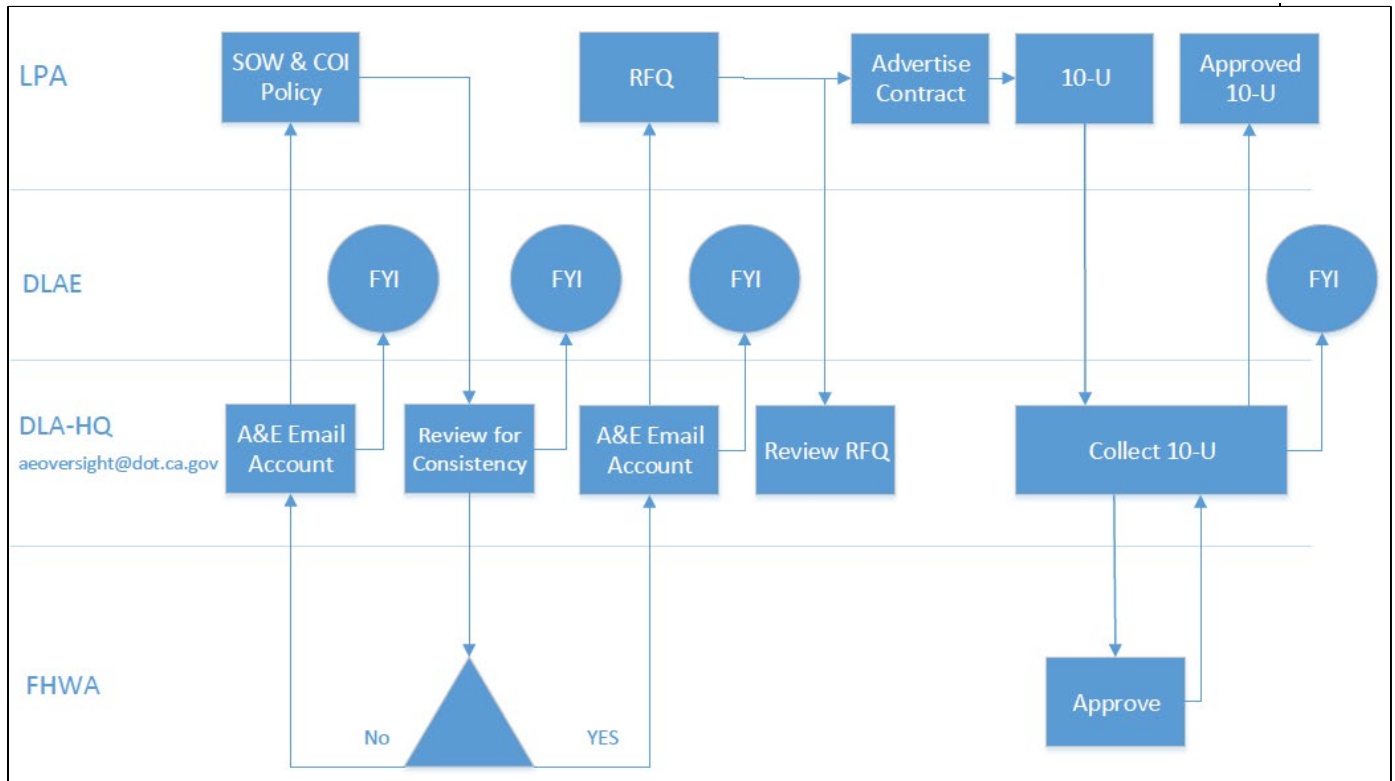 LPA
SOW & COI
Policy
RFQ
Advertise
Contract
10-U
Approved
10-U
DLAE
FYI
FYI
FYI
FYI
DLA-HQ
aeoversight@dot.ca.gov
A&E Email
Account
Review for
Consistency
A&E Email
Account
Review RFQ
Collect 10-U
FHWA
No
YES
Approve